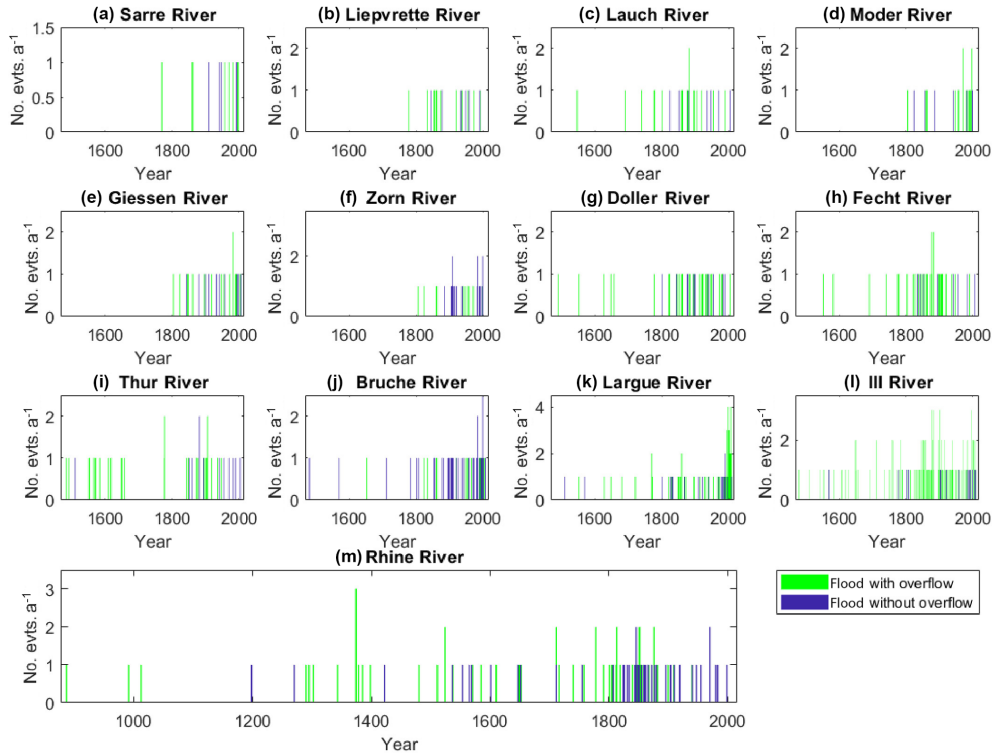 (a) Sarre River
(b) Liepvrette River
(c) Lauch River
(d) Moder River
No. evts. a⁻¹
1.5
1
0.5
0
1600 1800 2000
Year
No. evts. a⁻¹
2
1
0
1600 1800 2000
Year
No. evts. a⁻¹
2
1
0
1600 1800 2000
Year
No. evts. a⁻¹
2
1
0
1600 1800 2000
Year
(e) Giessen River
(f) Zorn River
(g) Doller River
(h) Fecht River
No. evts. a⁻¹
2
1
0
1600 1800 2000
Year
No. evts. a⁻¹
2
1
0
1600 1800 2000
Year
No. evts. a⁻¹
2
1
0
1600 1800 2000
Year
No. evts. a⁻¹
2
1
0
1600 1800 2000
Year
(i) Thur River
(j) Bruche River
(k) Largue River
(l) Ill River
No. evts. a⁻¹
2
1
0
1600 1800 2000
Year
No. evts. a⁻¹
2
1
0
1600 1800 2000
Year
No. evts. a⁻¹
4
2
0
1600 1800 2000
Year
No. evts. a⁻¹
2
0
1600 1800 2000
Year
(m) Rhine River
No. evts. a⁻¹
3
2
1
0
1000 1200 1400 1600 1800 2000
Year
Flood with overflow
Flood without overflow